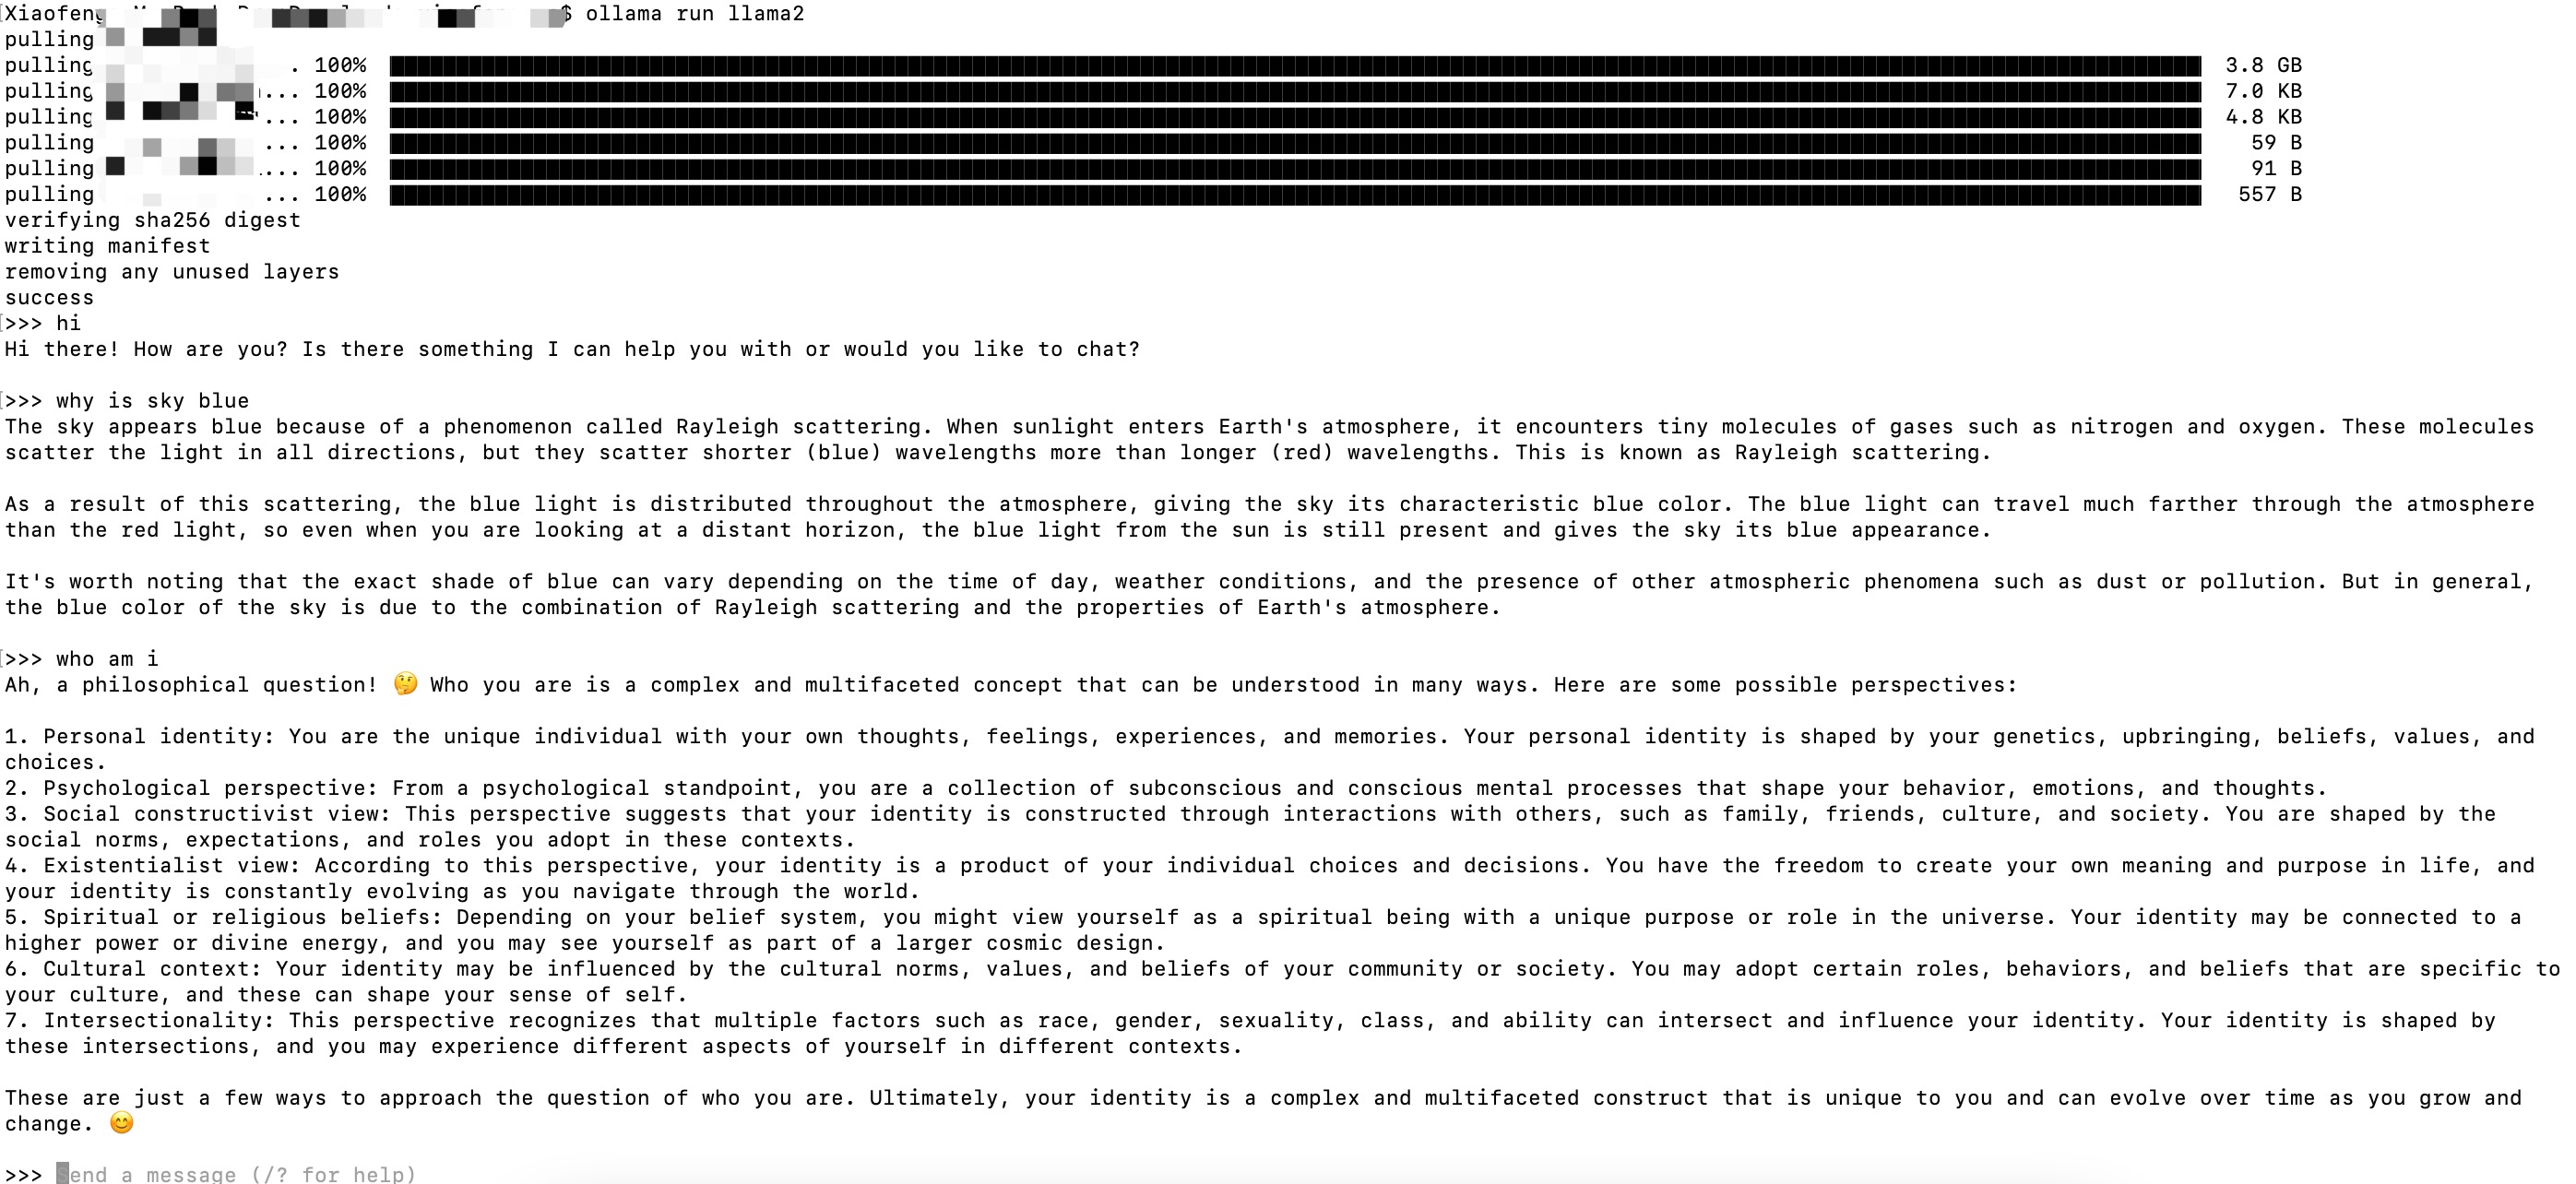 $ ollama run llama2
pulling
pulling . 100% 3.8 GB
pulling ... 100% 7.0 KB
pulling ... 100% 4.8 KB
pulling ... 100% 59 B
pulling ... 100% 91 B
pulling ... 100% 557 B
verifying sha256 digest
writing manifest
removing any unused layers
success
>>> hi
Hi there! How are you? Is there something I can help you with or would you like to chat?
>>> why is sky blue
The sky appears blue because of a phenomenon called Rayleigh scattering. When sunlight enters Earth's atmosphere, it encounters tiny molecules of gases such as nitrogen and oxygen. These molecules
scatter the light in all directions, but they scatter shorter (blue) wavelengths more than longer (red) wavelengths. This is known as Rayleigh scattering.
As a result of this scattering, the blue light is distributed throughout the atmosphere, giving the sky its characteristic blue color. The blue light can travel much farther through the atmosphere
than the red light, so even when you are looking at a distant horizon, the blue light from the sun is still present and gives the sky its blue appearance.
It's worth noting that the exact shade of blue can vary depending on the time of day, weather conditions, and the presence of other atmospheric phenomena such as dust or pollution. But in general,
the blue color of the sky is due to the combination of Rayleigh scattering and the properties of Earth's atmosphere.
>>> who am i
Ah, a philosophical question! 🤔 Who you are is a complex and multifaceted concept that can be understood in many ways. Here are some possible perspectives:
1. Personal identity: You are the unique individual with your own thoughts, feelings, experiences, and memories. Your personal identity is shaped by your genetics, upbringing, beliefs, values, and
choices.
2. Psychological perspective: From a psychological standpoint, you are a collection of subconscious and conscious mental processes that shape your behavior, emotions, and thoughts.
3. Social constructivist view: This perspective suggests that your identity is constructed through interactions with others, such as family, friends, culture, and society. You are shaped by the
social norms, expectations, and roles you adopt in these contexts.
4. Existentialist view: According to this perspective, your identity is a product of your individual choices and decisions. You have the freedom to create your own meaning and purpose in life, and
your identity is constantly evolving as you navigate through the world.
5. Spiritual or religious beliefs: Depending on your belief system, you might view yourself as a spiritual being with a unique purpose or role in the universe. Your identity may be connected to a
higher power or divine energy, and you may see yourself as part of a larger cosmic design.
6. Cultural context: Your identity may be influenced by the cultural norms, values, and beliefs of your community or society. You may adopt certain roles, behaviors, and beliefs that are specific to
your culture, and these can shape your sense of self.
7. Intersectionality: This perspective recognizes that multiple factors such as race, gender, sexuality, class, and ability can intersect and influence your identity. Your identity is shaped by
these intersections, and you may experience different aspects of yourself in different contexts.
These are just a few ways to approach the question of who you are. Ultimately, your identity is a complex and multifaceted construct that is unique to you and can evolve over time as you grow and
change. 😊
>>> Send a message (/? for help)